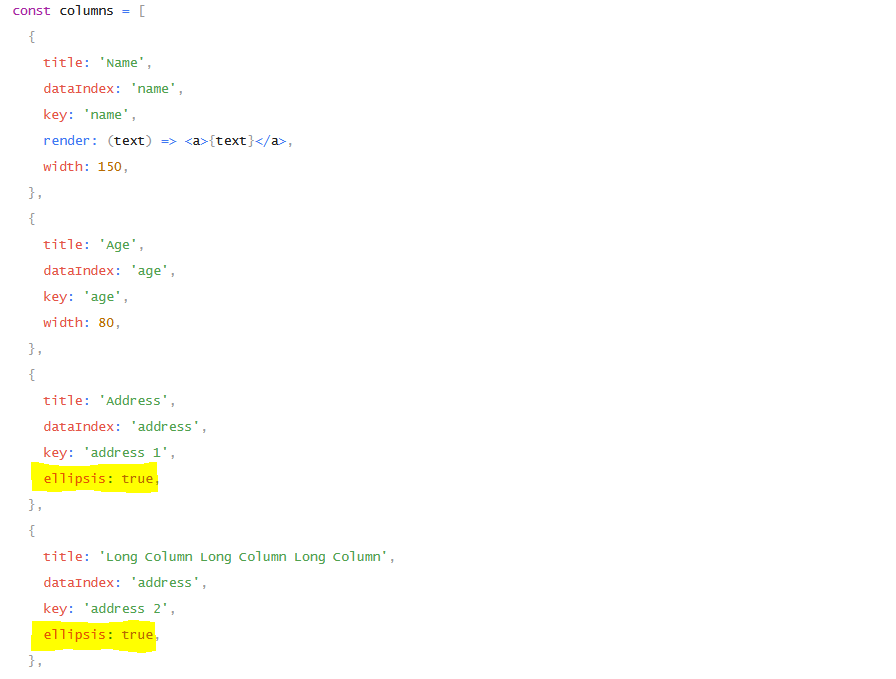 const columns = [
{
title: 'Name',
dataIndex: 'name',
key: 'name',
render: (text) => <a>{text}</a>,
width: 150,
},
{
title: 'Age',
dataIndex: 'age',
key: 'age',
width: 80,
},
{
title: 'Address',
dataIndex: 'address',
key: 'address 1',
ellipsis: true,
},
{
title: 'Long Column Long Column Long Column',
dataIndex: 'address',
key: 'address 2',
ellipsis: true,
},